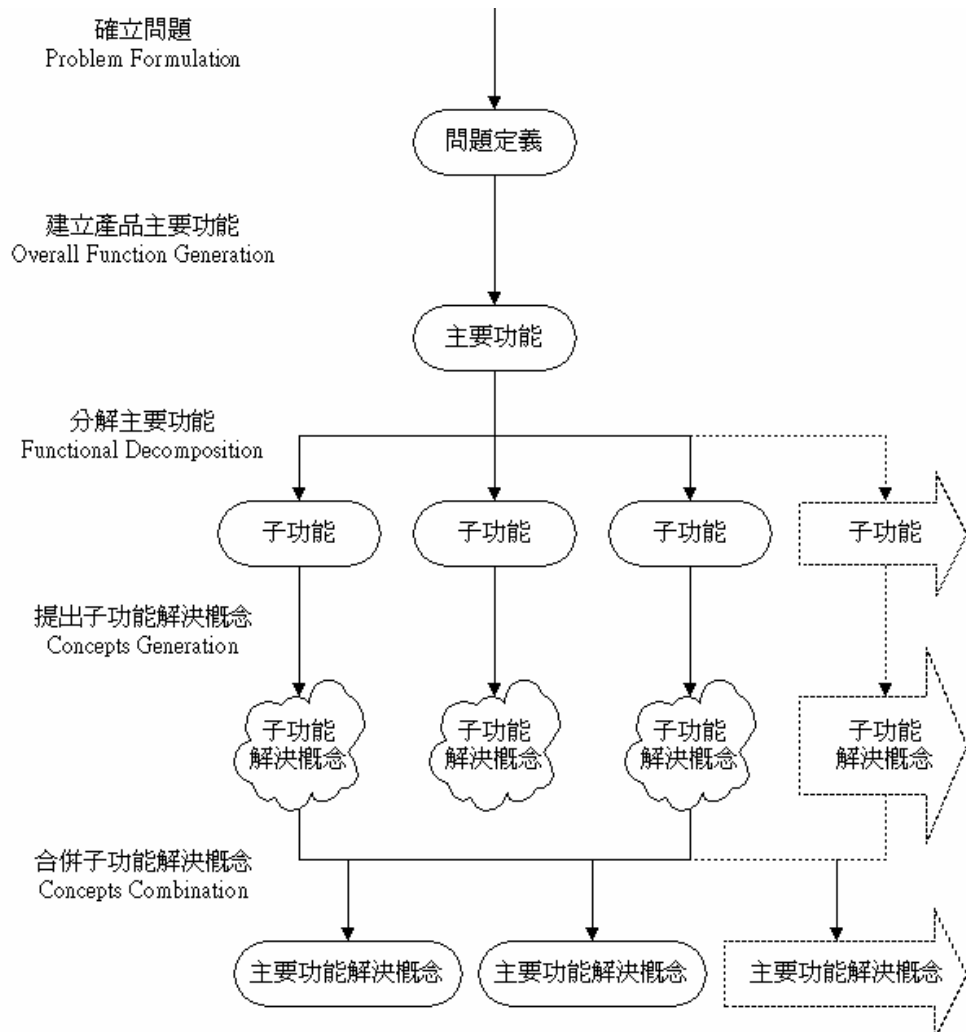 確立問題
Problem Formulation
問題定義
建立產品主要功能
Overall Function Generation
主要功能
分解主要功能
Functional Decomposition
子功能
子功能
子功能
子功能
提出子功能解決概念
Concepts Generation
子功能
解決概念
子功能
解決概念
子功能
解決概念
子功能
解決概念
合併子功能解決概念
Concepts Combination
主要功能解決概念
主要功能解決概念
主要功能解決概念